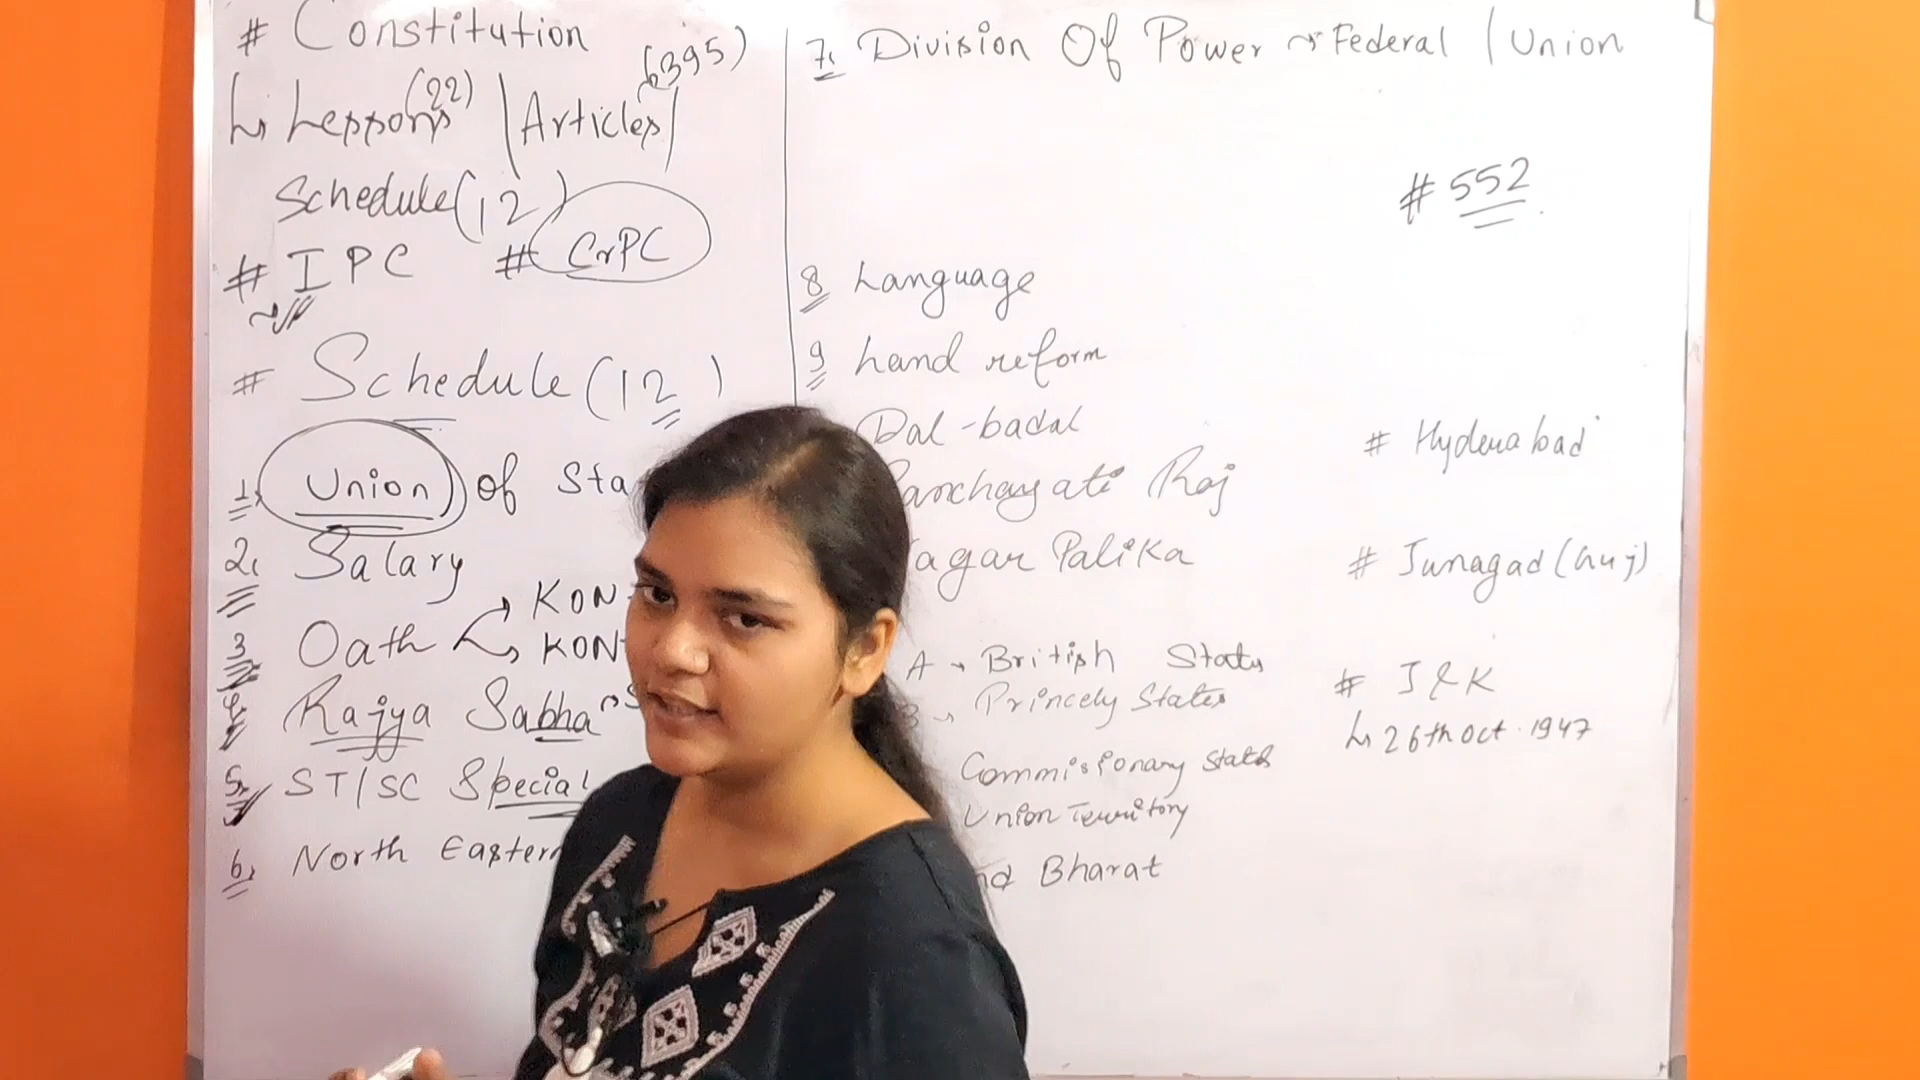 # Constitution
↳ Lessons (22) | Articles (395) |
Schedule (12)
# IPC # CrPC
# Schedule (12)
1, Union of Sta
2, Salary
3 Oath → KON
↳ KON
4, Rajya Sabha
5, ST/SC Special
6, North Eastern
7, Division Of Power → Federal | Union
# 552
8 Language
9 Land reform
Dal-badal
Panchayati Raj
agar Palika
A → British States
B → Princely States
Commissionary States
Union Territory
nd Bharat
# Hyderabad
# Junagad (Guj)
# J&K
↳ 26th Oct. 1947